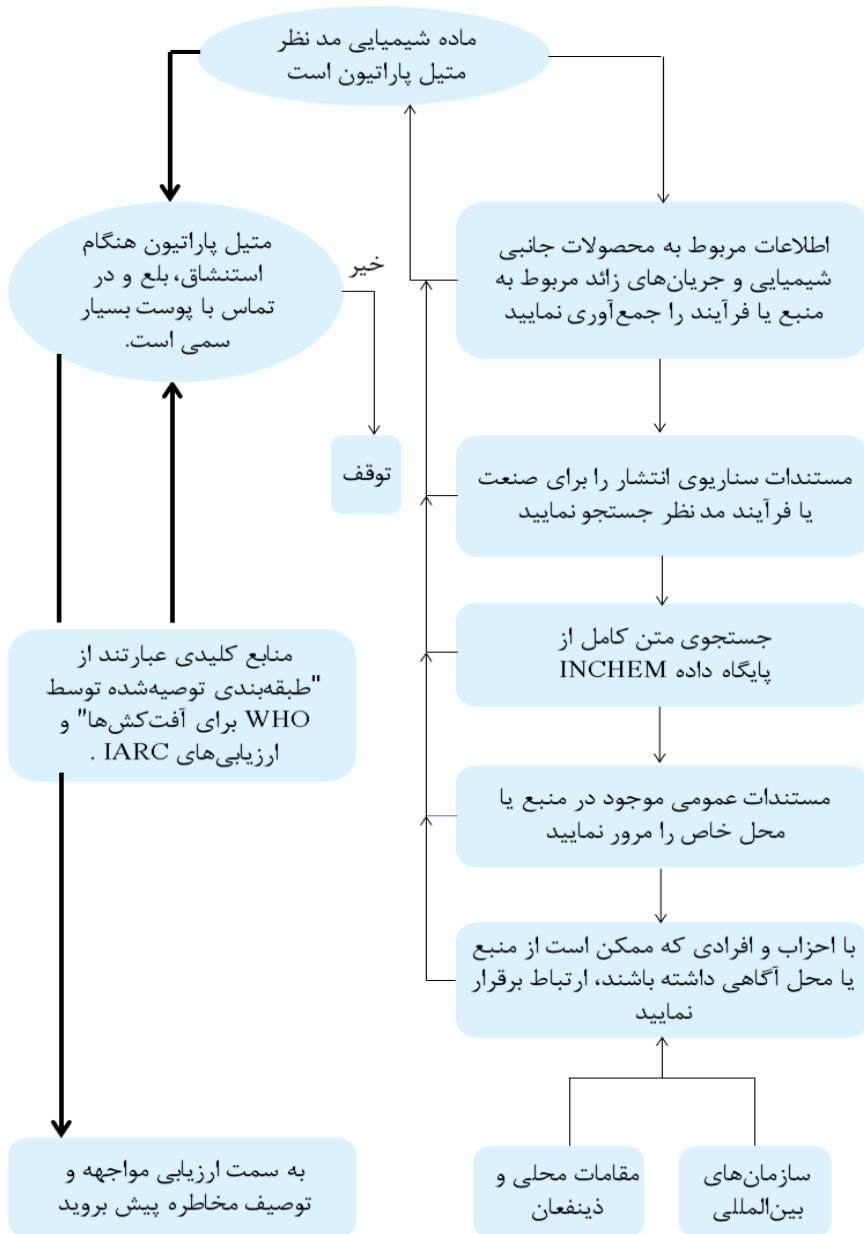 ماده شیمیایی مد نظر
متیل پاراتیون است
متیل پاراتیون هنگام
استنشاق، بلع و در
تماس با پوست بسیار
سمی است.
خیر
توقف
اطلاعات مربوط به محصولات جانبی
شیمیایی و جریان‌های زائد مربوط به
منبع یا فرآیند را جمع‌آوری نمایید
مستندات سناریوی انتشار را برای صنعت
یا فرآیند مد نظر جستجو نمایید
جستجوی متن کامل از
پایگاه داده INCHEM
منابع کلیدی عبارتند از
"طبقه‌بندی توصیه‌شده توسط
WHO برای آفت‌کش‌ها" و
ارزیابی‌های IARC .
مستندات عمومی موجود در منبع یا
محل خاص را مرور نمایید
با احزاب و افرادی که ممکن است از منبع
یا محل آگاهی داشته باشند، ارتباط برقرار
نمایید
سازمان‌های
بین‌المللی
مقامات محلی و
ذینفعان
به سمت ارزیابی مواجهه و
توصیف مخاطره پیش بروید